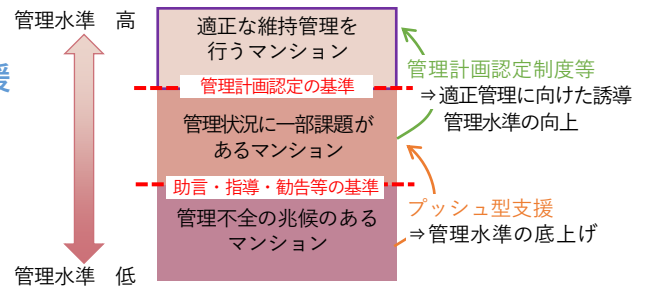 管理水準　高
適正な維持管理を
行うマンション
援
管理計画認定の基準
管理計画認定制度等
⇒適正管理に向けた誘導
管理水準の向上
管理状況に一部課題が
あるマンション
助言・指導・勧告等の基準
管理不全の兆候のある
マンション
プッシュ型支援
⇒管理水準の底上げ
管理水準　低